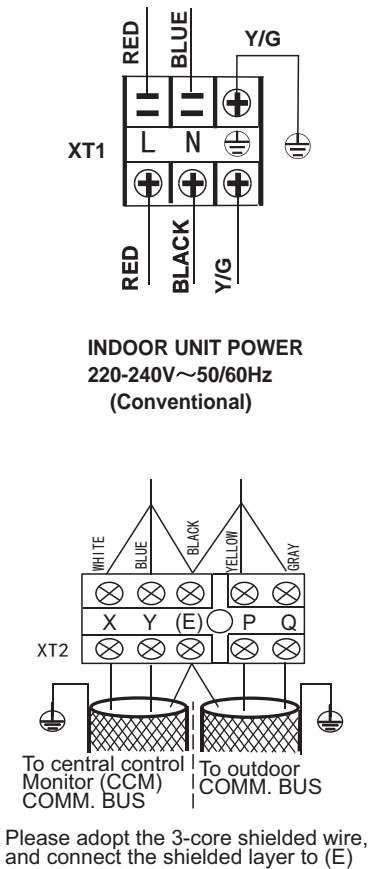 RED
BLUE
Y/G
XT1
L N
RED
BLACK
Y/G
INDOOR UNIT POWER
220-240V～50/60Hz
(Conventional)
WHITE
BLUE
BLACK
YELLOW
GRAY
X Y (E) P Q
XT2
To central control
Monitor (CCM)
COMM. BUS
To outdoor
COMM. BUS
Please adopt the 3-core shielded wire,
and connect the shielded layer to (E)